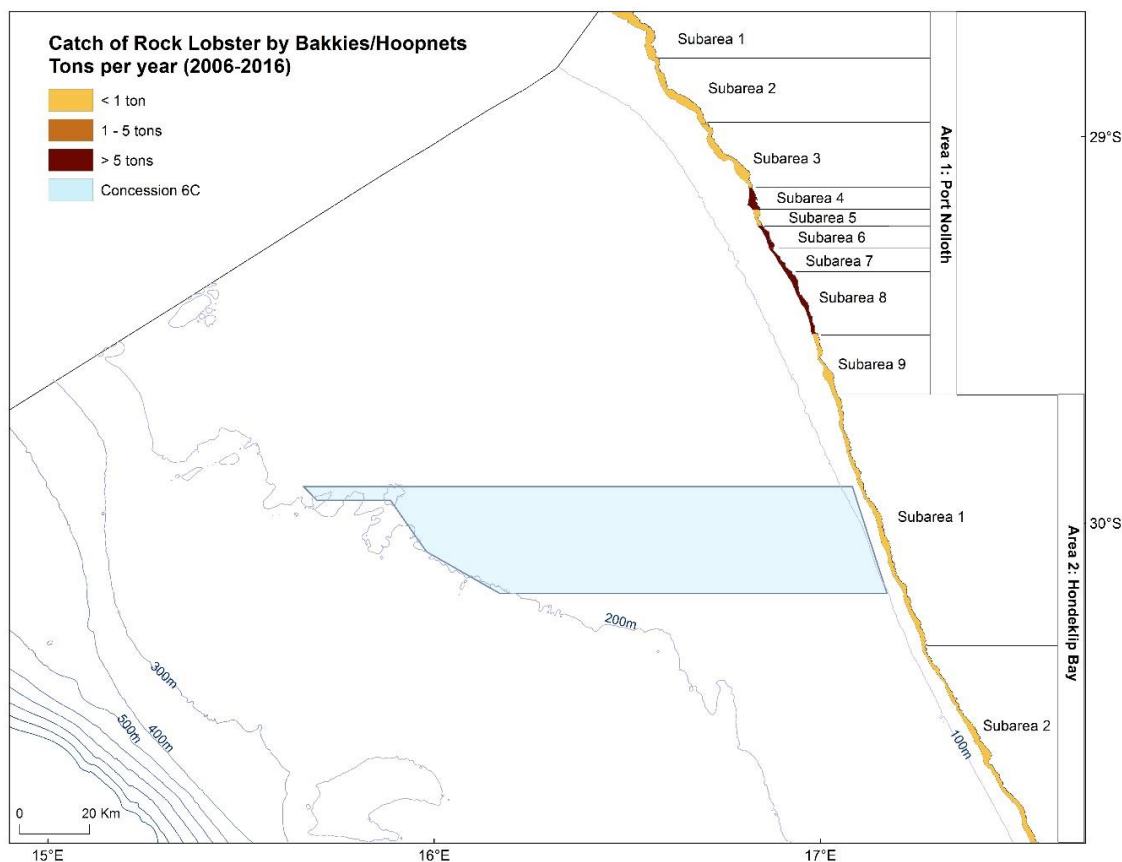 Catch of Rock Lobster by Bakkies/Hoopnets
Tons per year (2006-2016)
< 1 ton
1 - 5 tons
> 5 tons
Concession 6C
Subarea 1
Subarea 2
Subarea 3
Subarea 4
Subarea 5
Subarea 6
Subarea 7
Subarea 8
Subarea 9
Area 1: Port Nolloth
29°S
Subarea 1
Subarea 2
Area 2: Hondeklip Bay
30°S
200m
300m
400m
500m
100m
0 20 Km
15°E
16°E
17°E